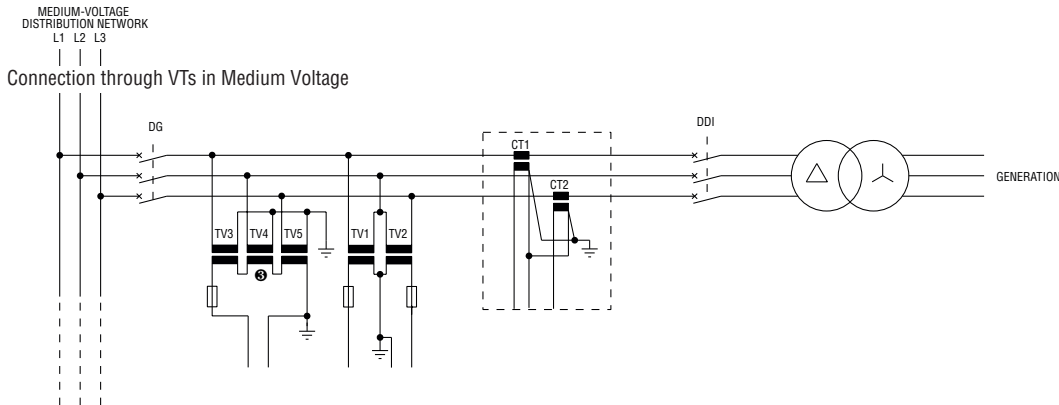 MEDIUM-VOLTAGE
DISTRIBUTION NETWORK
L1 L2 L3
Connection through VTs in Medium Voltage
DG
DDI
CT1
CT2
GENERATION
TV3 TV4 TV5 TV1 TV2
3